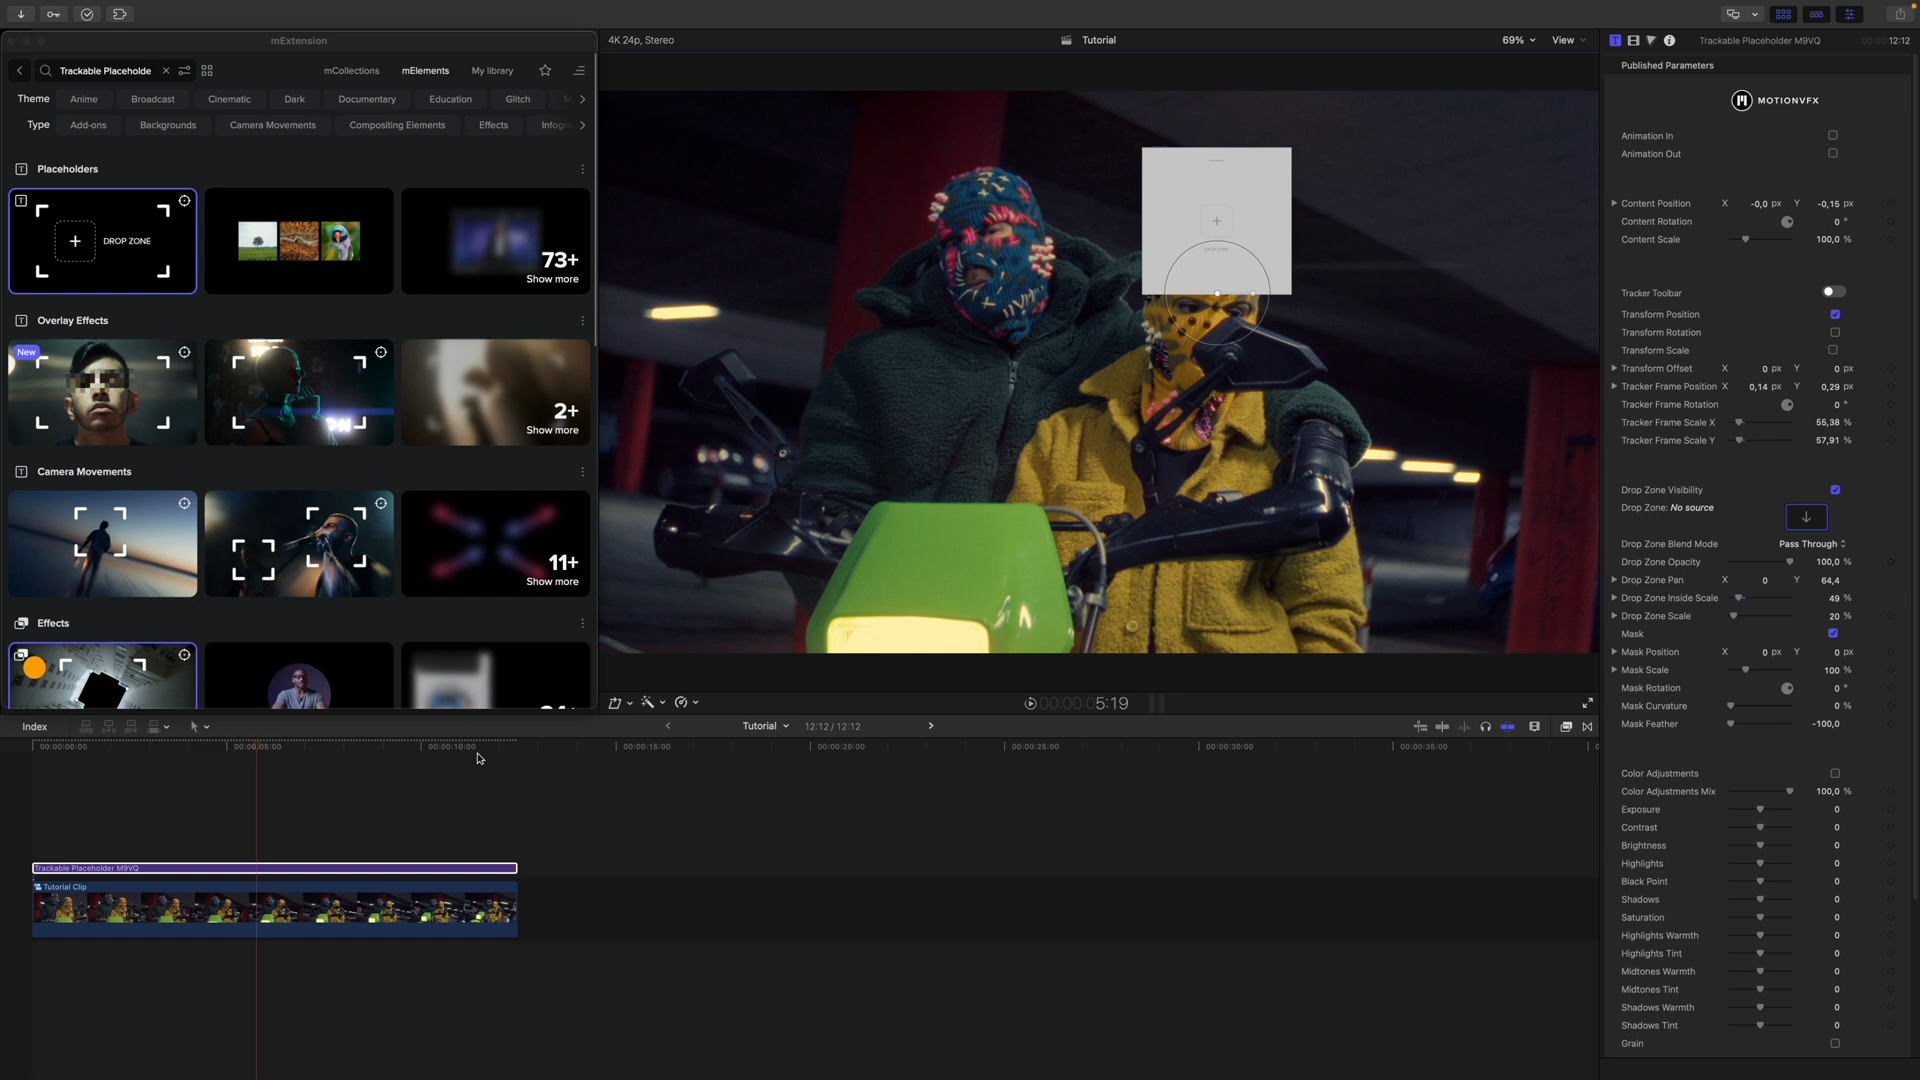 mExtension
4K 24p, Stereo
Tutorial
69%
View
Trackable Placeholder M9VQ
00:00:12:12
Trackable Placeholde
mCollections
mElements
My library
Published Parameters
Theme
Anime
Broadcast
Cinematic
Dark
Documentary
Education
Glitch
Type
Add-ons
Backgrounds
Camera Movements
Compositing Elements
Effects
Infogra
MOTIONVFX
Animation In
Animation Out
Placeholders
DROP ZONE
73+
Show more
Content Position X -0,0 px Y -0,15 px
Content Rotation 0 °
Content Scale 100,0 %
Tracker Toolbar
Transform Position
Transform Rotation
Transform Scale
Transform Offset X 0 px Y 0 px
Tracker Frame Position X 0,14 px Y 0,29 px
Tracker Frame Rotation 0 °
Tracker Frame Scale X 55,38 %
Tracker Frame Scale Y 57,91 %
Overlay Effects
New
2+
Show more
Camera Movements
11+
Show more
Effects
Drop Zone Visibility
Drop Zone: No source
Drop Zone Blend Mode Pass Through
Drop Zone Opacity 100,0 %
Drop Zone Pan X 0 Y 64,4
Drop Zone Inside Scale 49 %
Drop Zone Scale 20 %
Mask
Mask Position X 0 px Y 0 px
Mask Scale 100 %
Mask Rotation 0 °
Mask Curvature 0 %
Mask Feather -100,0
Color Adjustments
Color Adjustments Mix 100,0 %
Exposure 0
Contrast 0
Brightness 0
Highlights 0
Black Point 0
Shadows 0
Saturation 0
Highlights Warmth 0
Highlights Tint 0
Midtones Warmth 0
Midtones Tint 0
Shadows Warmth 0
Shadows Tint 0
Grain
00:00:00:05:19
Index
Tutorial
12:12 / 12:12
00:00:00:00
00:00:05:00
00:00:10:00
00:00:15:00
00:00:20:00
00:00:25:00
00:00:30:00
00:00:35:00
Trackable Placeholder M9VQ
Tutorial Clip